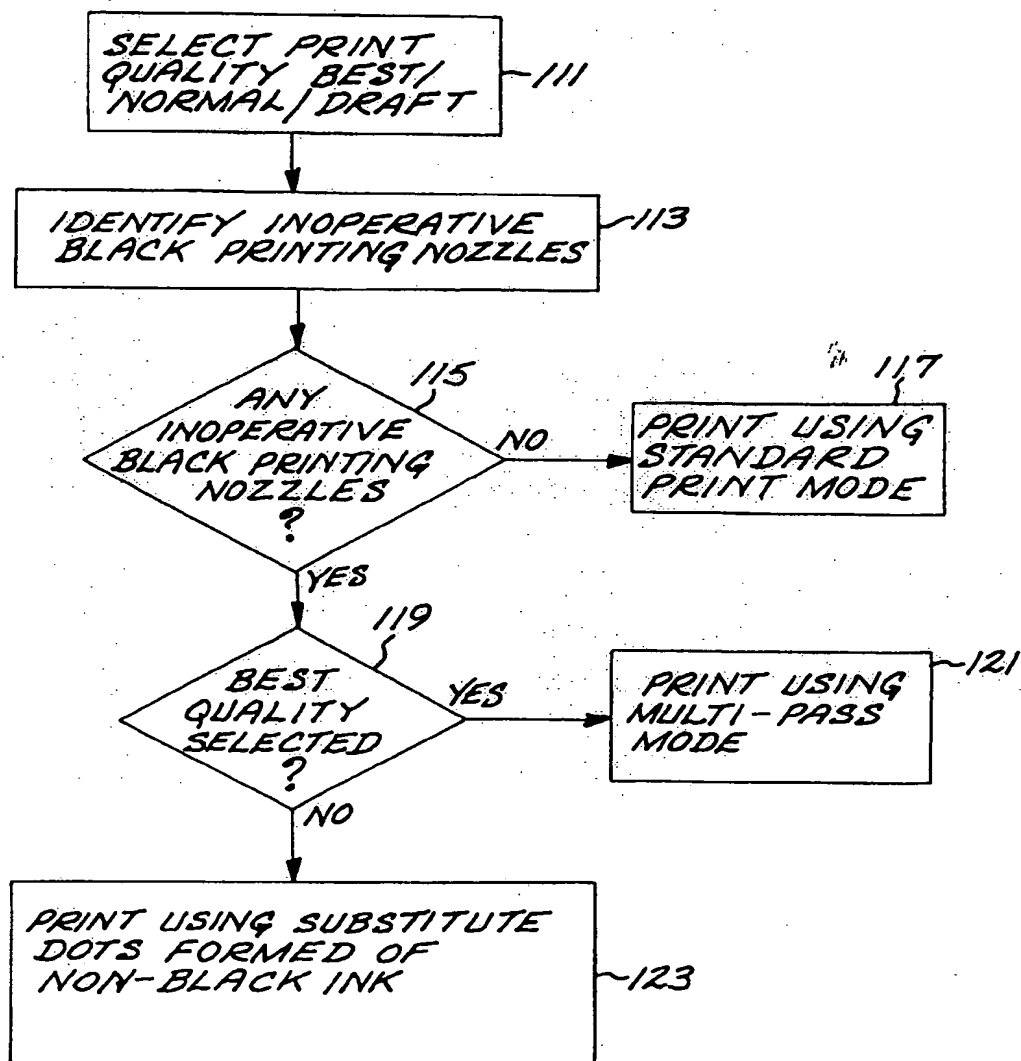 SELECT PRINT
QUALITY BEST/
NORMAL/DRAFT
111
IDENTIFY INOPERATIVE
BLACK PRINTING NOZZLES
113
115
ANY
INOPERATIVE
BLACK PRINTING
NOZZLES
?
NO
117
PRINT USING
STANDARD
PRINT MODE
YES
119
BEST
QUALITY
SELECTED
?
YES
121
PRINT USING
MULTI-PASS
MODE
NO
PRINT USING SUBSTITUTE
DOTS FORMED OF
NON-BLACK INK
123